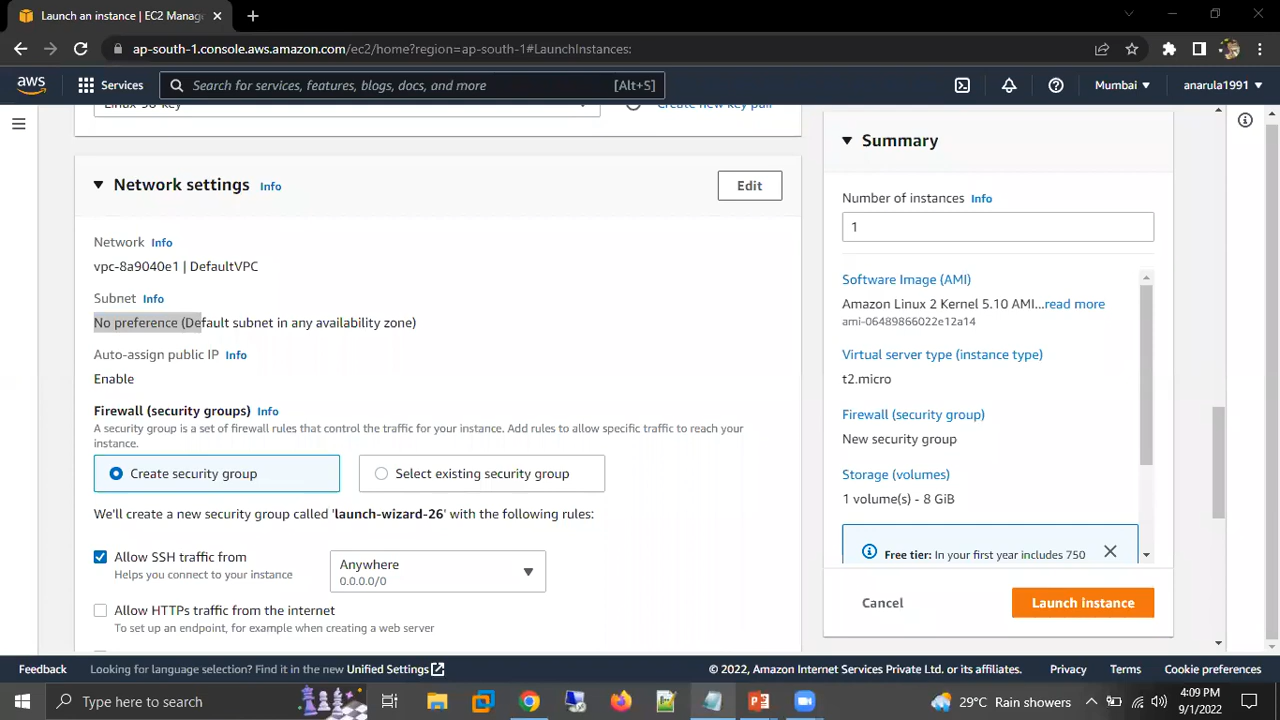 Launch an instance | EC2 Manag
ap-south-1.console.aws.amazon.com/ec2/home?region=ap-south-1#LaunchInstances:
aws
Services
Search for services, features, blogs, docs, and more
[Alt+S]
Mumbai
anarula1991
Linux-90-key
Create new key pair
Network settings Info
Edit
Network Info
vpc-8a9040e1 | DefaultVPC
Subnet Info
No preference (Default subnet in any availability zone)
Auto-assign public IP Info
Enable
Firewall (security groups) Info
A security group is a set of firewall rules that control the traffic for your instance. Add rules to allow specific traffic to reach your
instance.
Create security group
Select existing security group
We'll create a new security group called 'launch-wizard-26' with the following rules:
Allow SSH traffic from
Helps you connect to your instance
Anywhere
0.0.0.0/0
Allow HTTPs traffic from the internet
To set up an endpoint, for example when creating a web server
Summary
Number of instances Info
1
Software Image (AMI)
Amazon Linux 2 Kernel 5.10 AMI...read more
ami-06489866022e12a14
Virtual server type (instance type)
t2.micro
Firewall (security group)
New security group
Storage (volumes)
1 volume(s) - 8 GiB
Free tier: In your first year includes 750
Cancel
Launch instance
Feedback
Looking for language selection? Find it in the new Unified Settings
© 2022, Amazon Internet Services Private Ltd. or its affiliates.
Privacy
Terms
Cookie preferences
Type here to search
29°C Rain showers
4:09 PM
9/1/2022